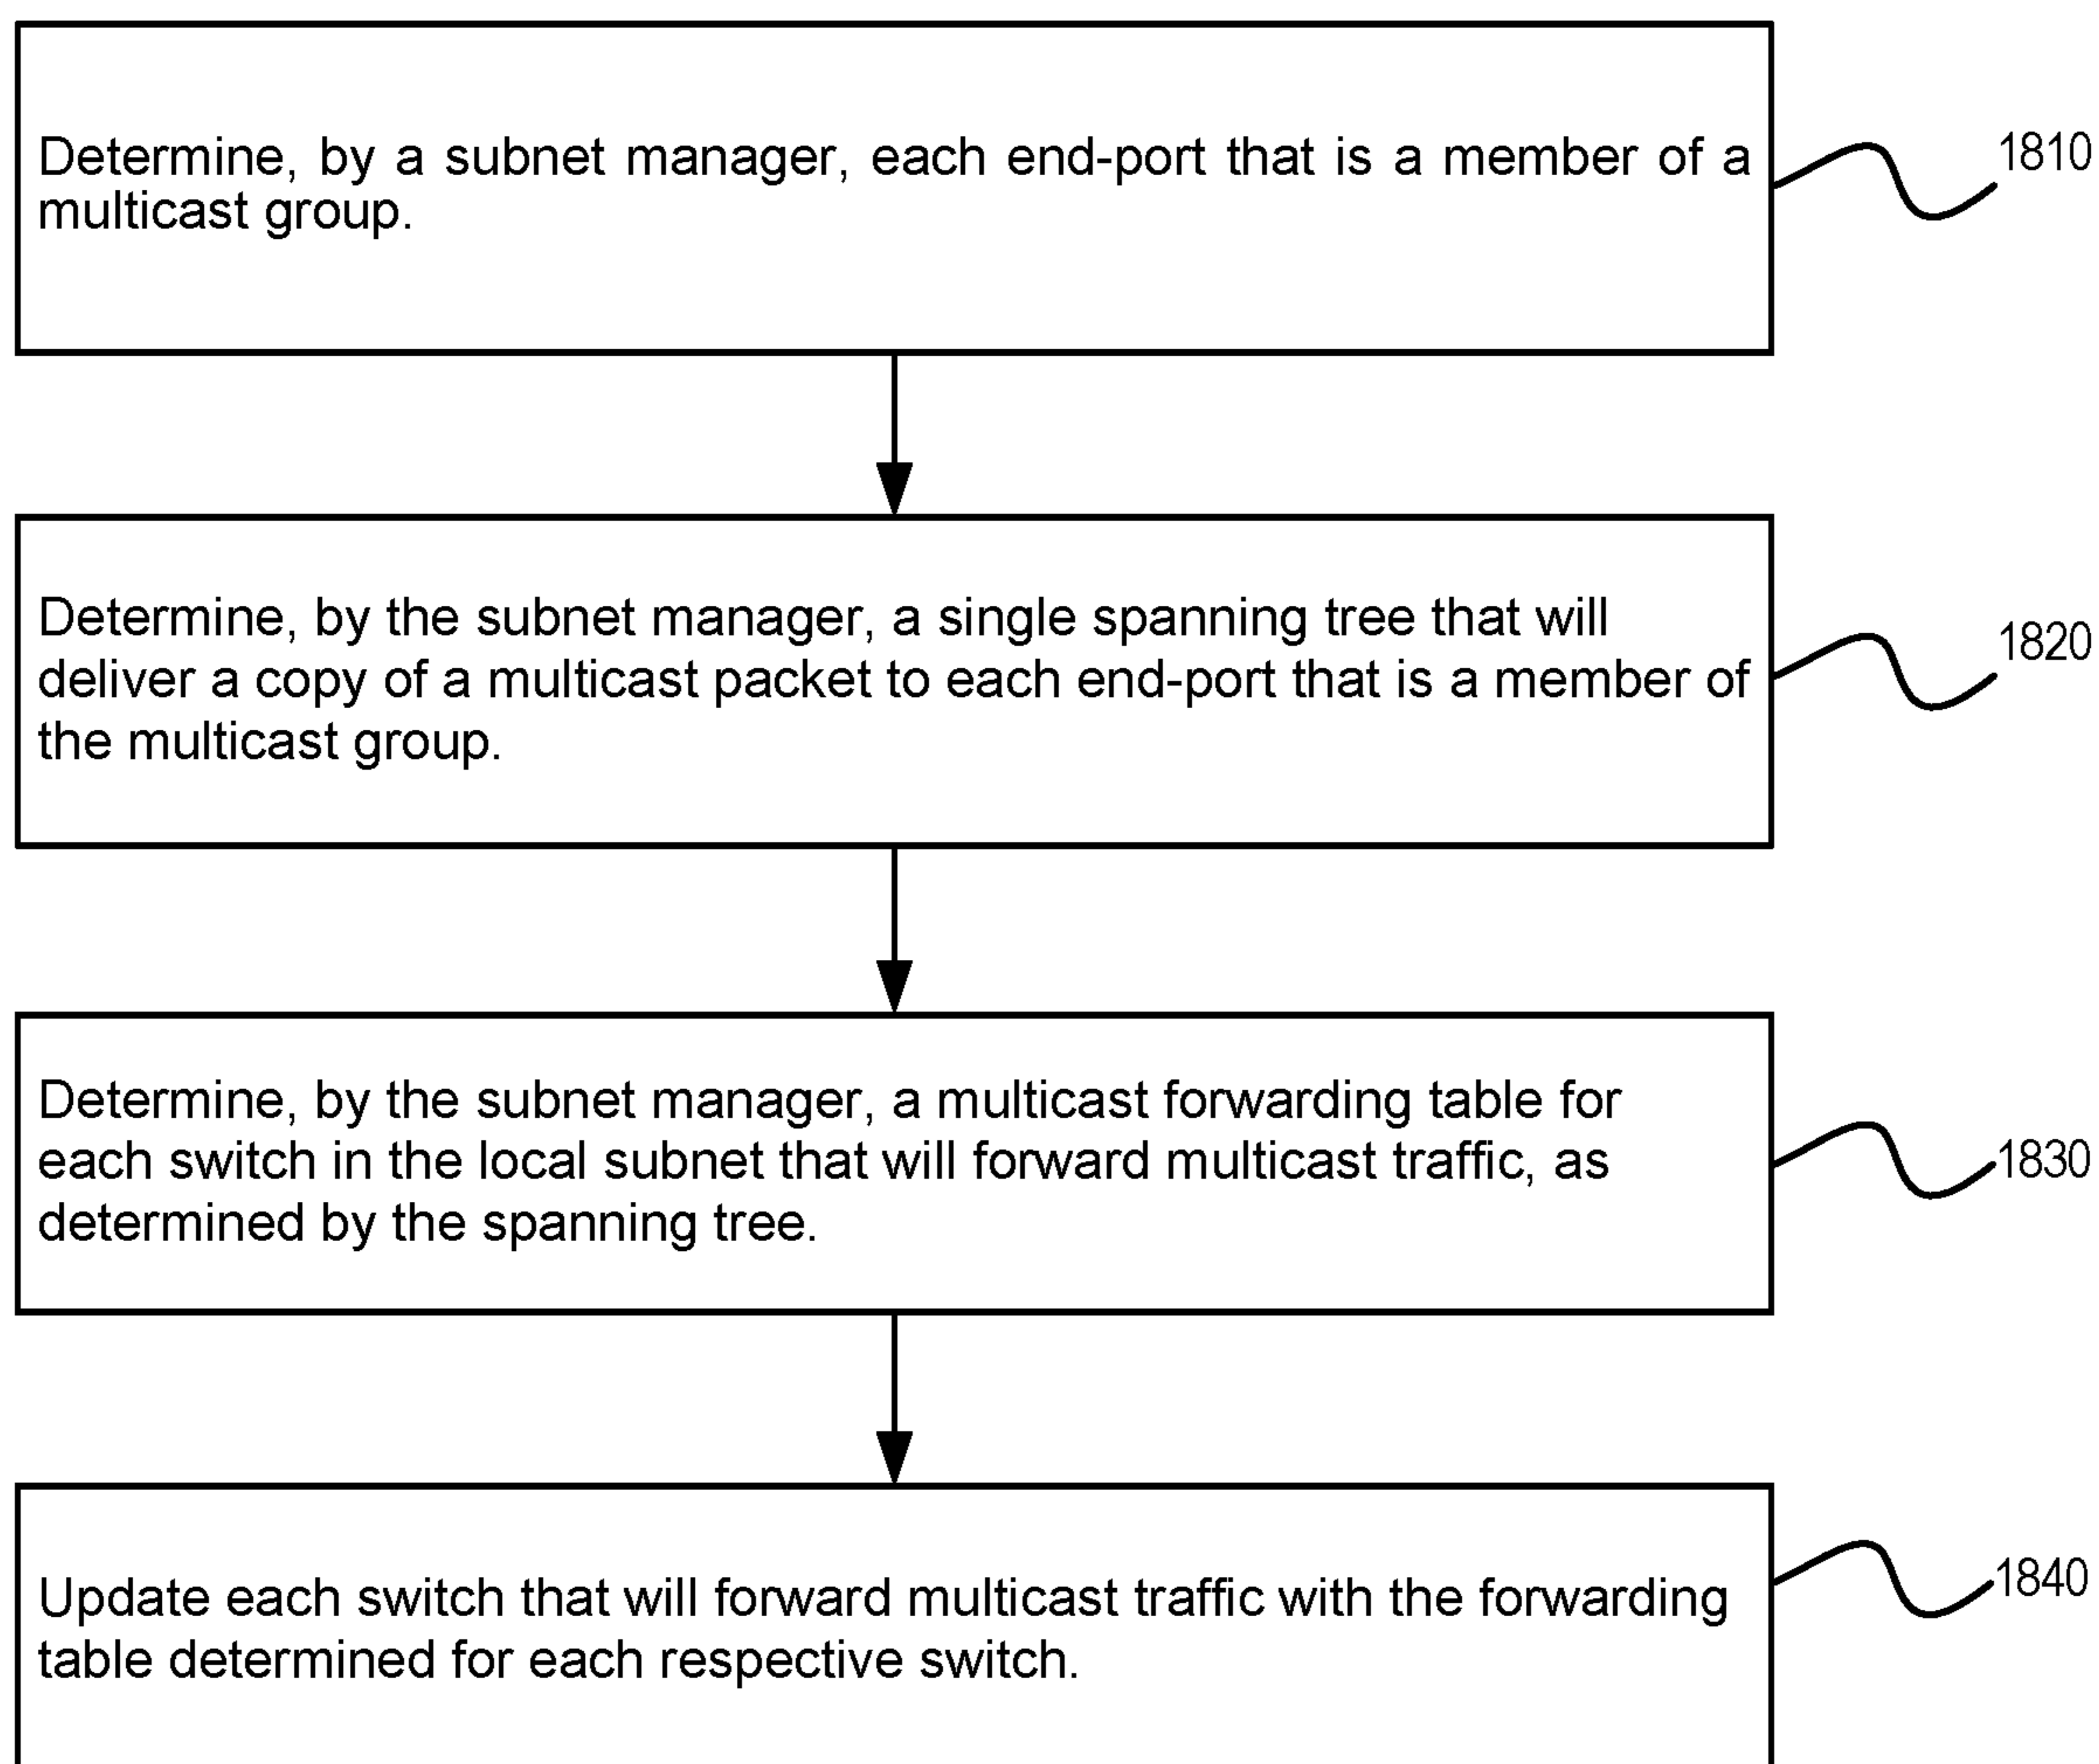 Determine, by a subnet manager, each end-port that is a member of a
multicast group.
1810
Determine, by the subnet manager, a single spanning tree that will
deliver a copy of a multicast packet to each end-port that is a member of
the multicast group.
1820
Determine, by the subnet manager, a multicast forwarding table for
each switch in the local subnet that will forward multicast traffic, as
determined by the spanning tree.
1830
Update each switch that will forward multicast traffic with the forwarding
table determined for each respective switch.
1840